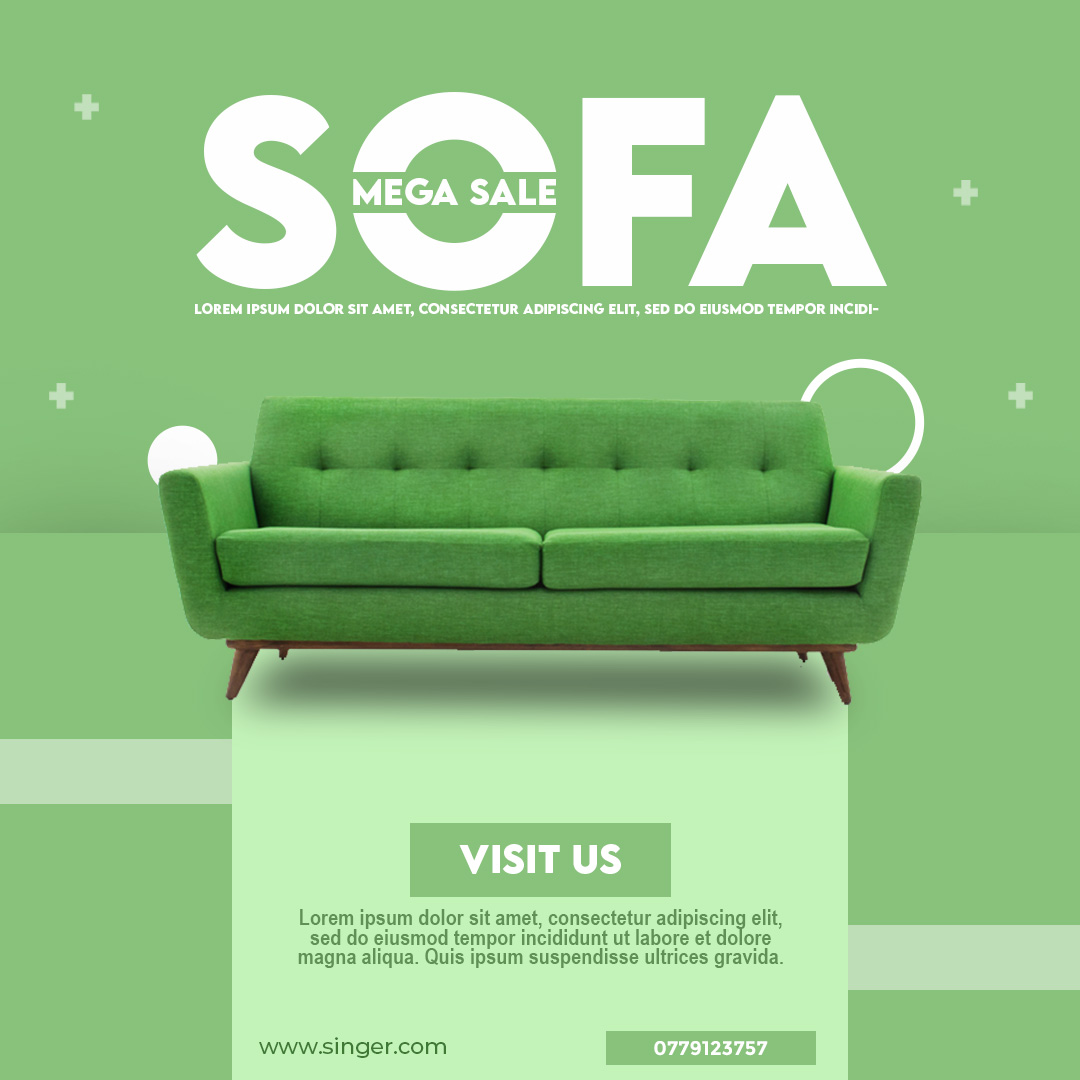 SOFA
MEGA SALE
LOREM IPSUM DOLOR SIT AMET, CONSECTETUR ADIPISCING ELIT, SED DO EIUSMOD TEMPOR INCIDI-
VISIT US
Lorem ipsum dolor sit amet, consectetur adipiscing elit,
sed do eiusmod tempor incididunt ut labore et dolore
magna aliqua. Quis ipsum suspendisse ultrices gravida.
www.singer.com
0779123757